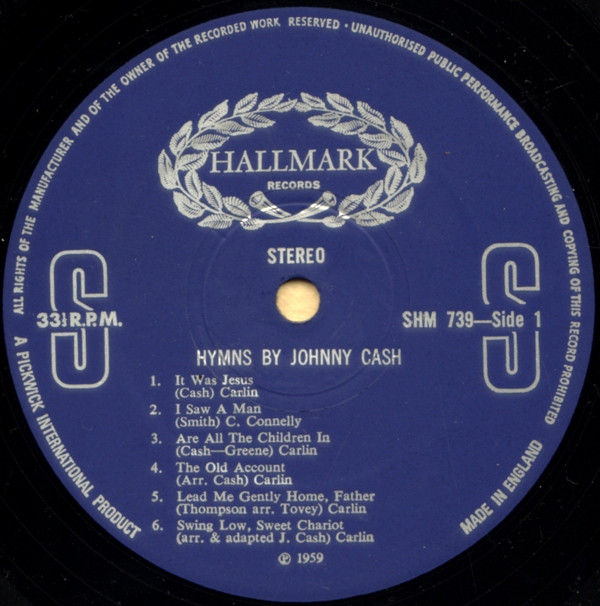 ALL RIGHTS OF THE MANUFACTURER AND OF THE OWNER OF THE RECORDED WORK RESERVED · UNAUTHORISED PUBLIC PERFORMANCE BROADCASTING AND COPYING OF THIS RECORD PROHIBITED
HALLMARK
RECORDS
STEREO
S S
33⅓ R.P.M.
SHM 739—Side 1
HYMNS BY JOHNNY CASH
1. It Was Jesus
(Cash) Carlin
2. I Saw A Man
(Smith) C. Connelly
3. Are All The Children In
(Cash—Greene) Carlin
4. The Old Account
(Arr. Cash) Carlin
5. Lead Me Gently Home, Father
(Thompson arr. Tovey) Carlin
6. Swing Low, Sweet Chariot
(arr. & adapted J. Cash) Carlin
℗ 1959
A PICKWICK INTERNATIONAL PRODUCT
MADE IN ENGLAND